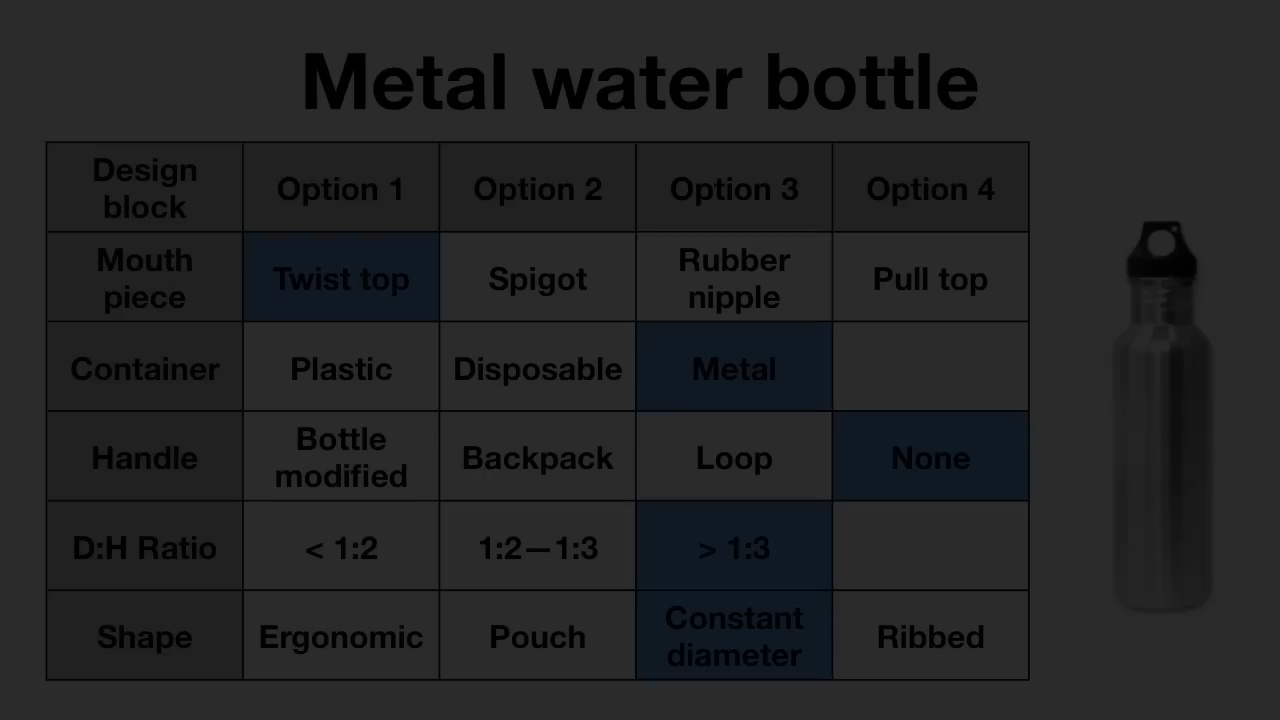 Metal water bottle
Design block Option 1 Option 2 Option 3 Option 4
Mouth piece Twist top Spigot Rubber nipple Pull top
Container Plastic Disposable Metal
Handle Bottle modified Backpack Loop None
D:H Ratio < 1:2 1:2—1:3 > 1:3
Shape Ergonomic Pouch Constant diameter Ribbed